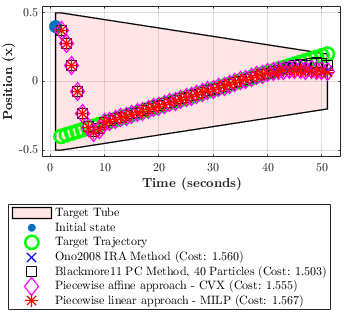 0.5
0
-0.5
Position (x)
0 10 20 30 40 50
Time (seconds)
Target Tube
Initial state
Target Trajectory
Ono2008 IRA Method (Cost: 1.560)
Blackmore11 PC Method, 40 Particles (Cost: 1.503)
Piecewise affine approach - CVX (Cost: 1.555)
Piecewise linear approach - MILP (Cost: 1.567)